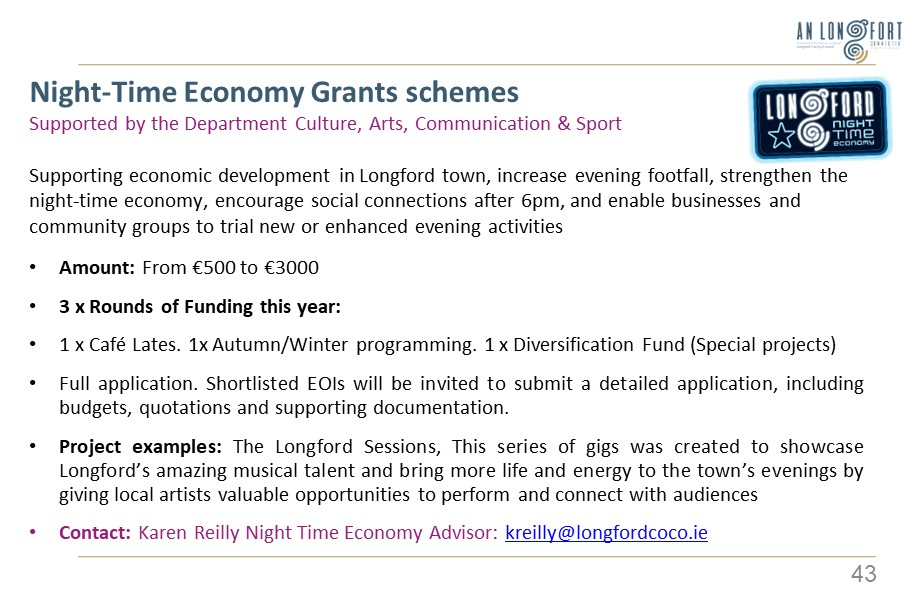 AN LONGFORT
CONNECTED
Night-Time Economy Grants schemes
Supported by the Department Culture, Arts, Communication & Sport
LONGFORD
NIGHT
TIME
economy
Supporting economic development in Longford town, increase evening footfall, strengthen the
night-time economy, encourage social connections after 6pm, and enable businesses and
community groups to trial new or enhanced evening activities
• Amount: From €500 to €3000
• 3 x Rounds of Funding this year:
• 1 x Café Lates. 1x Autumn/Winter programming. 1 x Diversification Fund (Special projects)
• Full application. Shortlisted EOIs will be invited to submit a detailed application, including
budgets, quotations and supporting documentation.
• Project examples: The Longford Sessions, This series of gigs was created to showcase
Longford’s amazing musical talent and bring more life and energy to the town’s evenings by
giving local artists valuable opportunities to perform and connect with audiences
• Contact: Karen Reilly Night Time Economy Advisor: kreilly@longfordcoco.ie
43